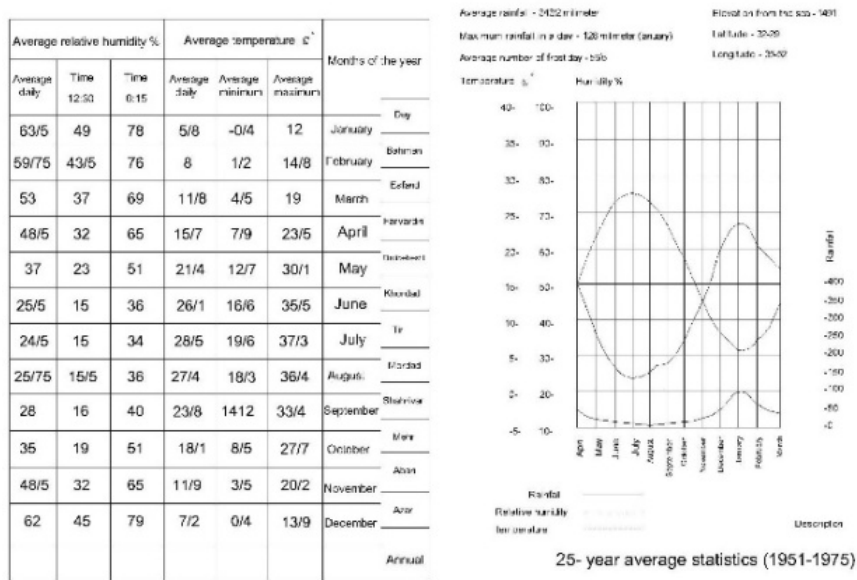 Average relative humidity %
Average temperature c°
Months of the year
Average daily
Time 12:30
Time 6:15
Average daily
Average minimum
Average maximum
Day
63/5 49 78 5/8 -0/4 12 January
Bahman
59/75 43/5 76 8 1/2 14/8 February
Esfand
53 37 69 11/8 4/5 19 March
Farvardin
48/5 32 65 15/7 7/9 23/5 April
37 23 51 21/4 12/7 30/1 May
Khordad
25/5 15 36 26/1 16/6 35/5 June
Tir
24/5 15 34 28/5 19/6 37/3 July
Mordad
25/75 15/5 36 27/4 18/3 36/4 August
Shahrivar
28 16 40 23/8 1412 33/4 September
Mehr
35 19 51 18/1 8/5 27/7 October
Aban
48/5 32 65 11/9 3/5 20/2 November
Azar
62 45 79 7/2 0/4 13/9 December
Annual
Average rainfall -
Elevation from the sea - 1491
Maximum rainfall in a day - 128 milimeter
Latitude - 32-29
Average number of frost day -
Longitude -
Temperature c°
Humidity %
40- 100-
35- 90-
30- 80-
25- 70-
20- 60-
15- 50-
10- 40-
5- 30-
0- 20-
-5- 10-
Rainfall
-400
-350
-300
-250
-200
-150
-100
-50
-0
April
May
June
July
August
September
October
November
December
January
February
March
Rainfall
Relative humidity
temperature
Description
25- year average statistics (1951-1975)